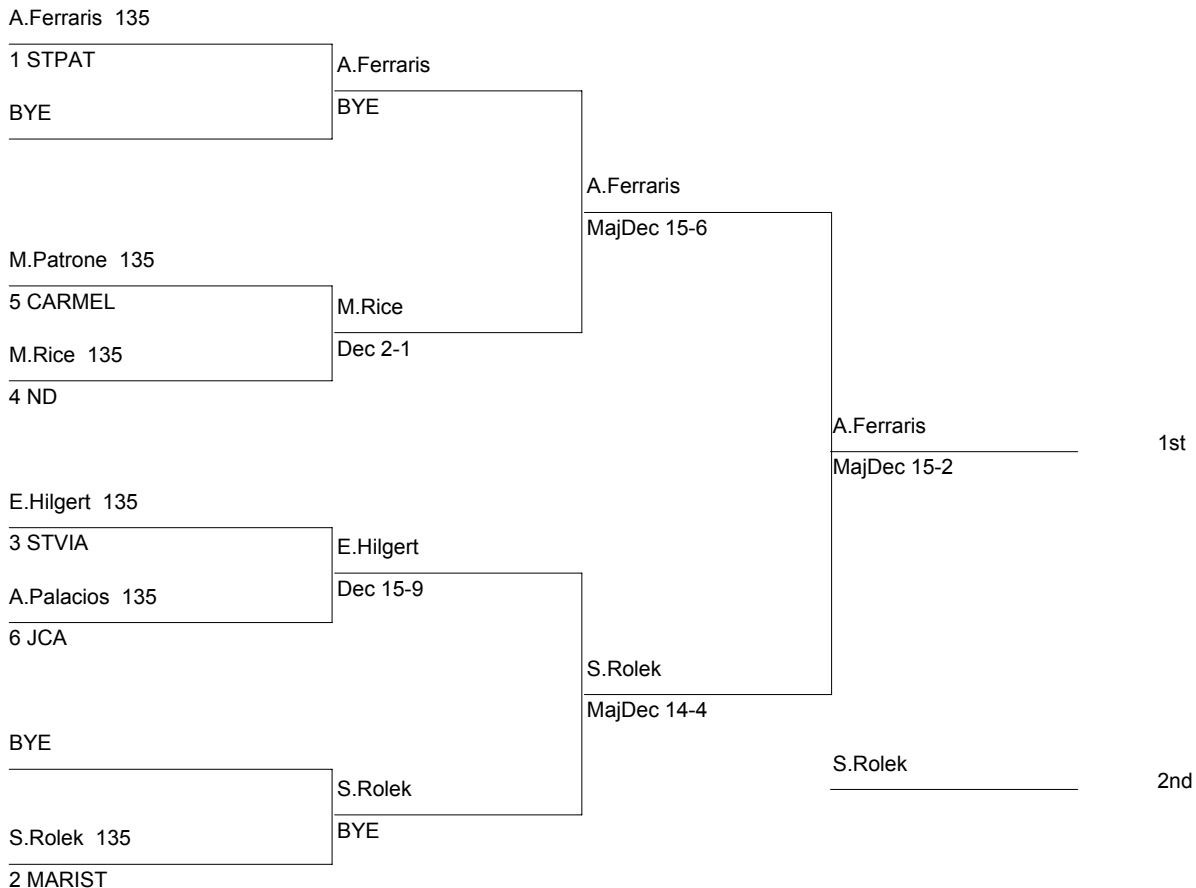 A.Ferraris 135
1 STPAT
A.Ferraris
BYE
BYE
A.Ferraris
MajDec 15-6
M.Patrone 135
5 CARMEL
M.Rice
M.Rice 135
Dec 2-1
4 ND
A.Ferraris
1st
MajDec 15-2
E.Hilgert 135
3 STVIA
E.Hilgert
A.Palacios 135
Dec 15-9
6 JCA
S.Rolek
MajDec 14-4
BYE
S.Rolek
2nd
S.Rolek
S.Rolek 135
BYE
2 MARIST